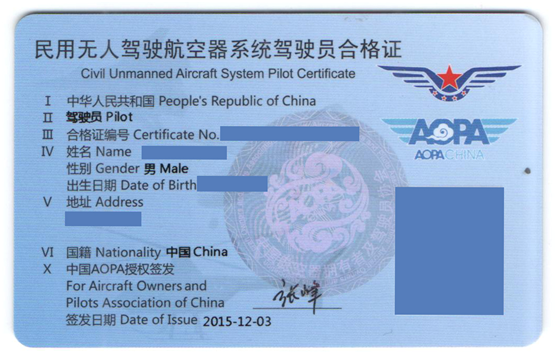 民用无人驾驶航空器系统驾驶员合格证
Civil Unmanned Aircraft System Pilot Certificate
I 中华人民共和国 People's Republic of China
II 驾驶员 Pilot
III 合格证编号 Certificate No.
IV 姓名 Name
性别 Gender 男 Male
出生日期 Date of Birth
V 地址 Address
VI 国籍 Nationality 中国 China
X 中国AOPA授权签发
For Aircraft Owners and
Pilots Association of China
签发日期 Date of Issue 2015-12-03
AOPA
AOPA CHINA